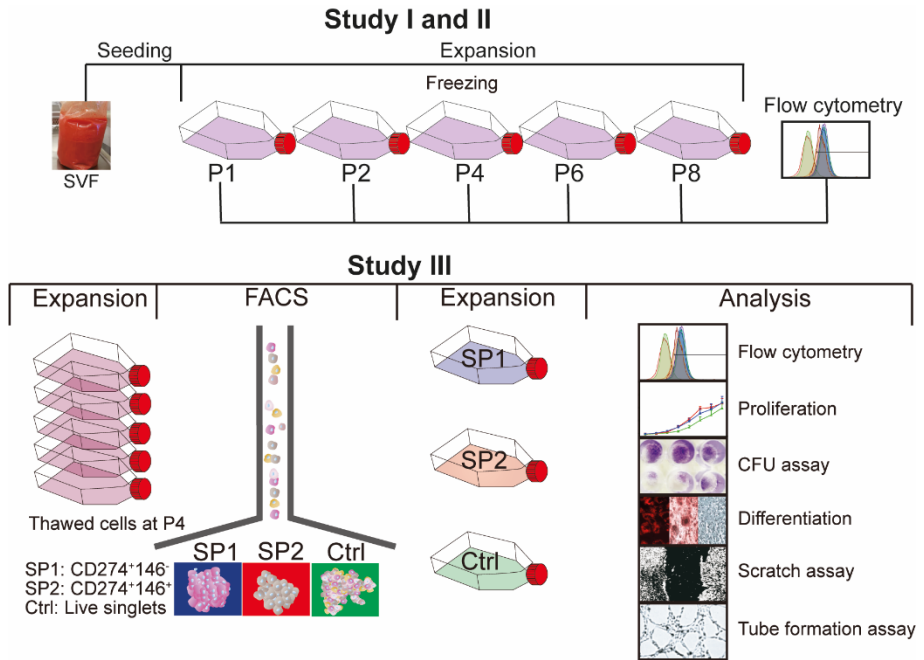 Study I and II
Seeding
Expansion
Freezing
Flow cytometry
SVF
P1
P2
P4
P6
P8
Study III
Expansion
FACS
Expansion
Analysis
SP1
Flow cytometry
Proliferation
SP2
CFU assay
Thawed cells at P4
Differentiation
SP1
SP2
Ctrl
Ctrl
SP1: CD274⁺146⁻
SP2: CD274⁺146⁺
Ctrl: Live singlets
Scratch assay
Tube formation assay